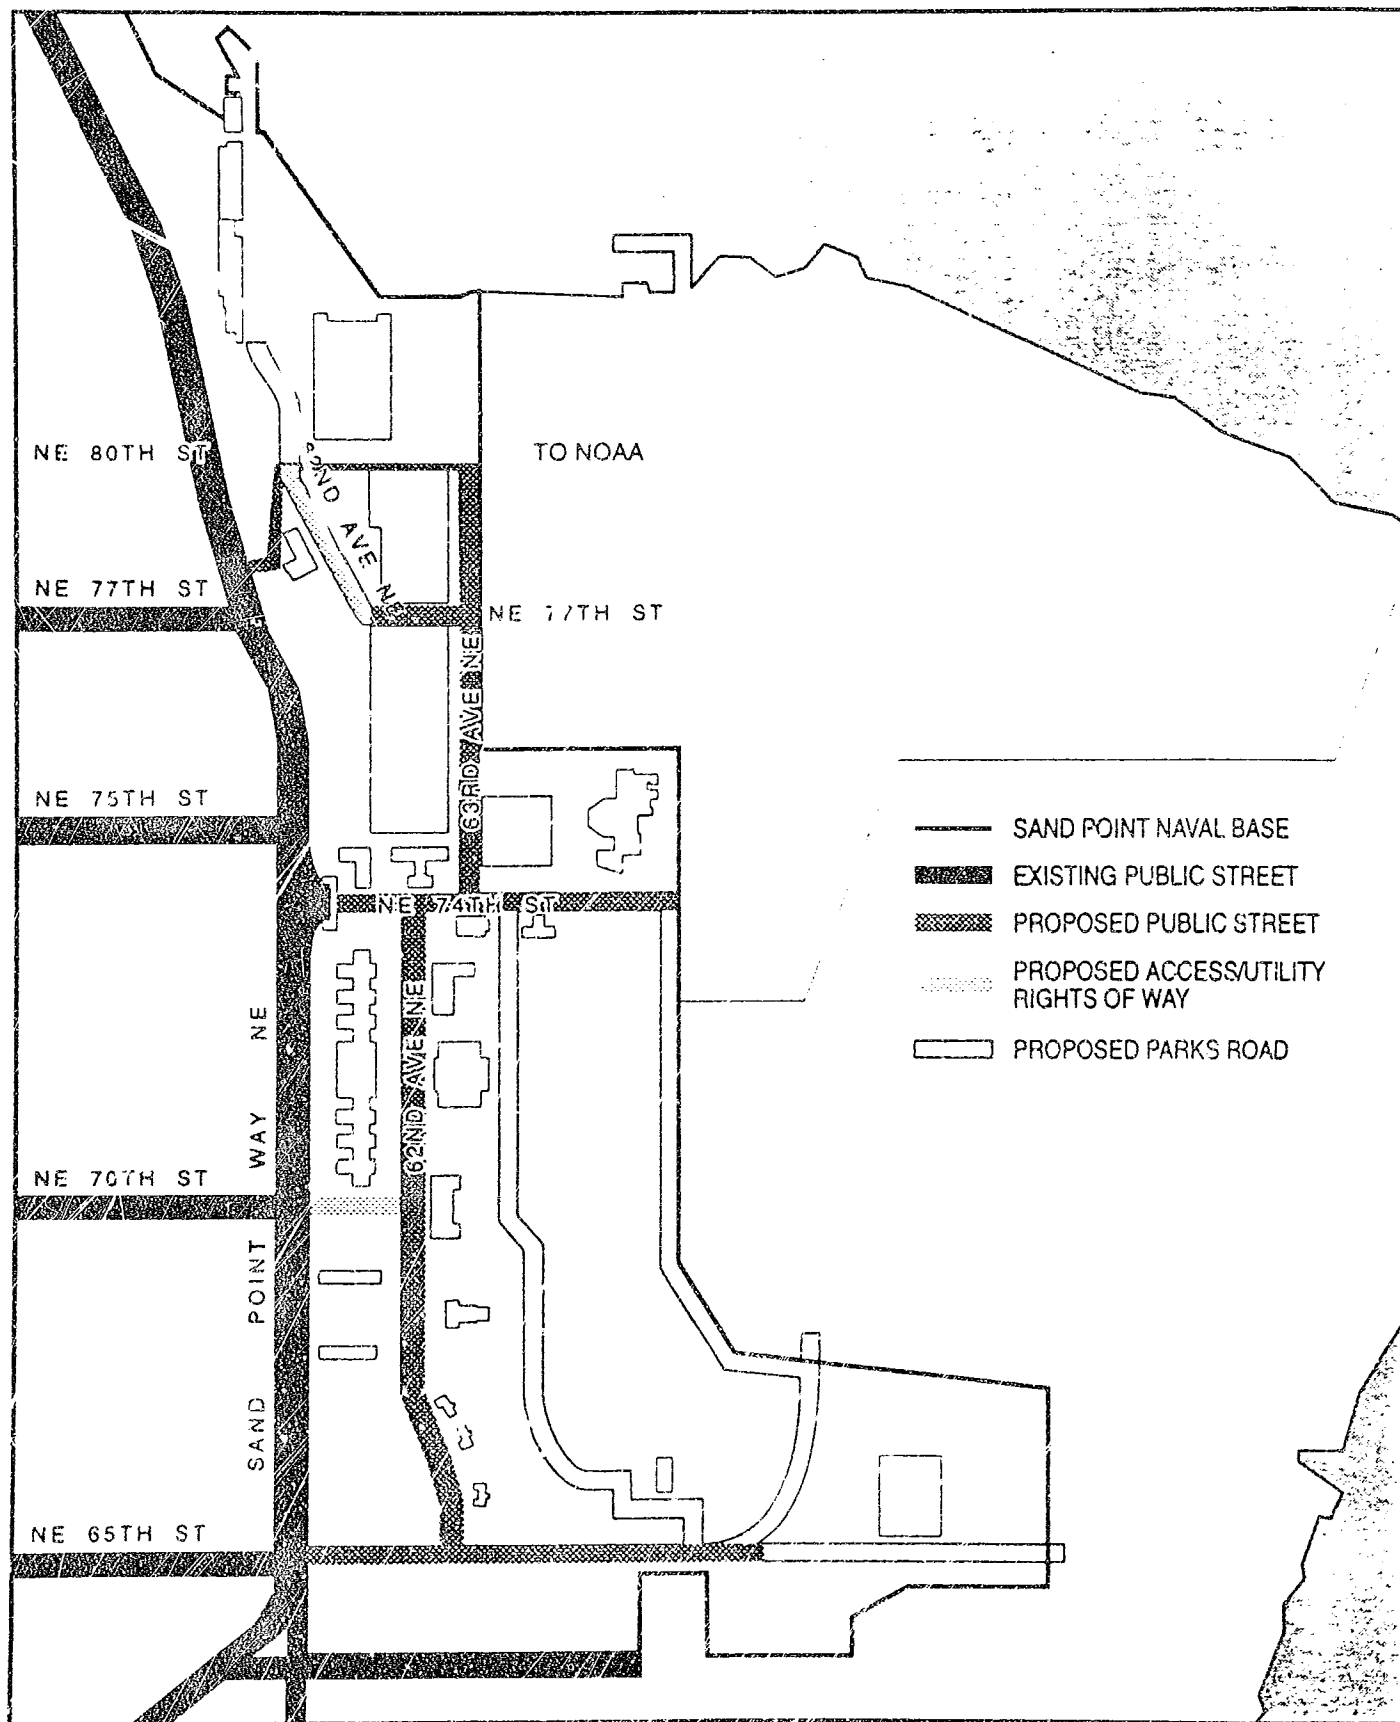 NE 80TH ST
TO NOAA
62ND AVE NE
NE 77TH ST
NE 77TH ST
63RD AVE NE
NE 75TH ST
SAND POINT NAVAL BASE
EXISTING PUBLIC STREET
PROPOSED PUBLIC STREET
PROPOSED ACCESS/UTILITY
RIGHTS OF WAY
PROPOSED PARKS ROAD
NE 74TH ST
62ND AVE NE
SAND POINT WAY NE
NE 70TH ST
NE 65TH ST